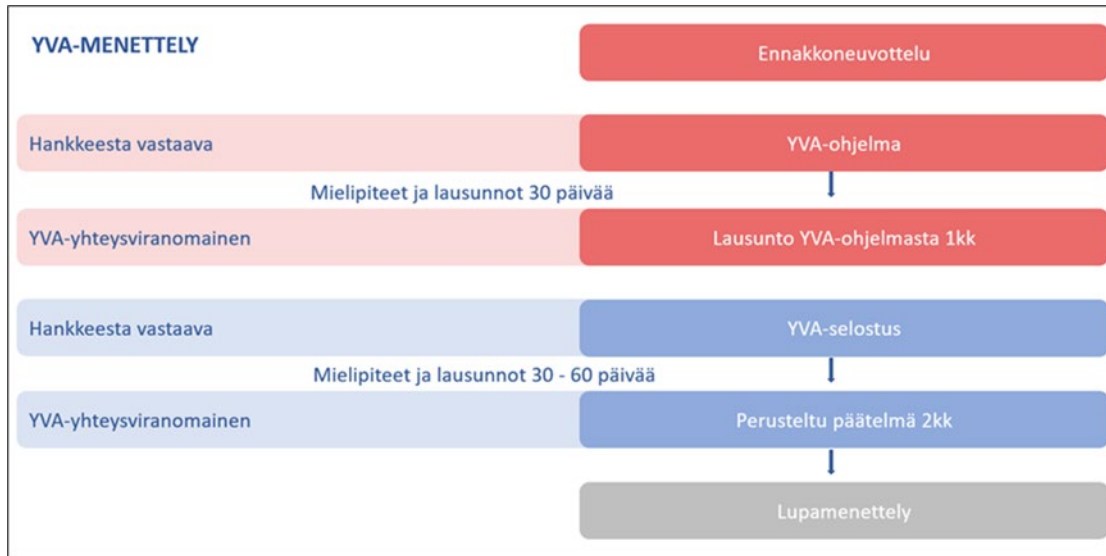 YVA-MENETTELY
Ennakkoneuvottelu
Hankkeesta vastaava
YVA-ohjelma
Mielipiteet ja lausunnot 30 päivää
YVA-yhteysviranomainen
Lausunto YVA-ohjelmasta 1kk
Hankkeesta vastaava
YVA-selostus
Mielipiteet ja lausunnot 30 - 60 päivää
YVA-yhteysviranomainen
Perusteltu päätelmä 2kk
Lupamenettely